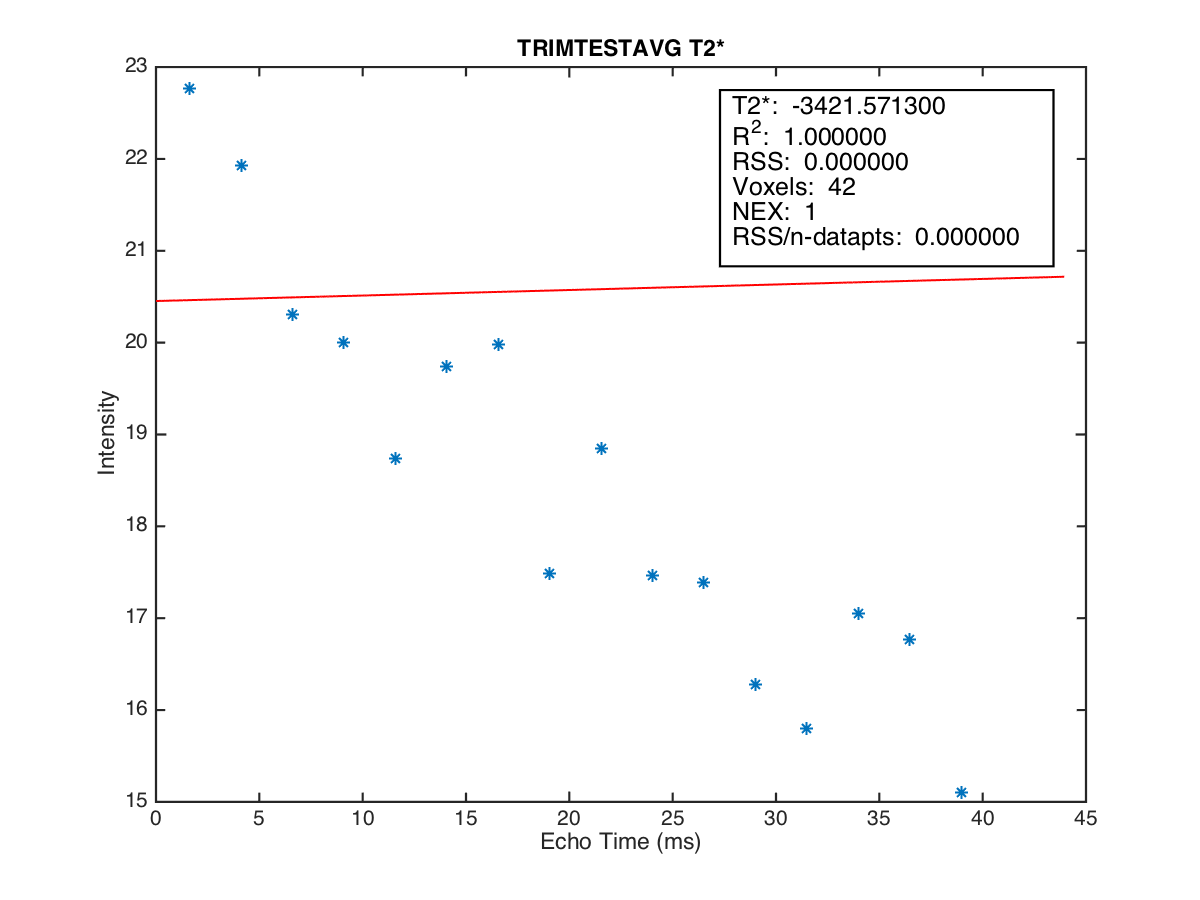 TRIMTESTAVG T2*
23
22
21
20
19
18
17
16
15
Intensity
T2*: -3421.571300
R2: 1.000000
RSS: 0.000000
Voxels: 42
NEX: 1
RSS/n-datapts: 0.000000
0 5 10 15 20 25 30 35 40 45
Echo Time (ms)